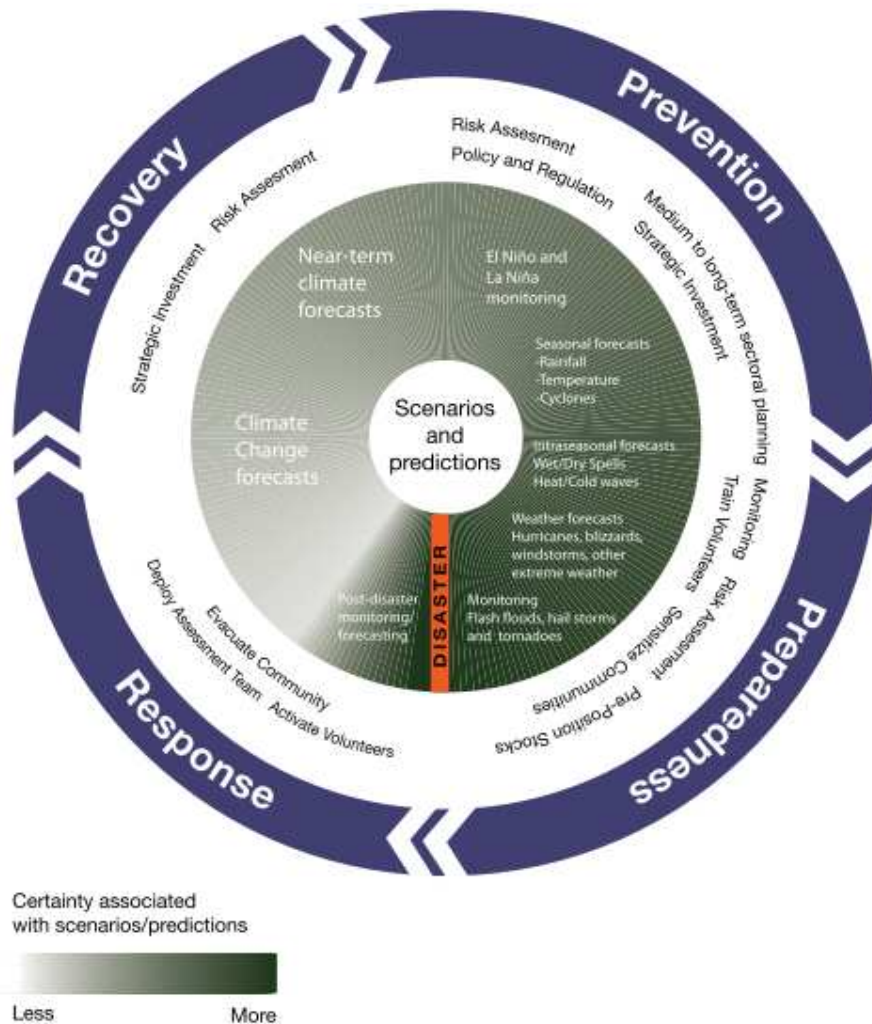 Prevention
Preparedness
Response
Recovery
Risk Assesment
Policy and Regulation
Medium to long-term sectoral planning
Strategic Investment
Monitoring
Train Volunteers
Risk Assessment
Sensitize Communities
Pre-Position Stocks
Evacuate Community
Deploy Assessment Team
Activate Volunteers
Strategic Investment
Risk Assesment
Near-term
climate
forecasts
El Niño and
La Niña
monitoring
Seasonal forecasts
-Rainfall
-Temperature
-Cyclones
Climate
Change
forecasts
Scenarios
and
predictions
Intraseasonal forecasts
Wet/Dry Spells
Heat/Cold waves
Weather forecasts
Hurricanes, blizzards,
windstorms, other
extreme weather
Post-disaster
monitoring/
forecasting
DISASTER
Monitoring
Flash floods, hail storms
and tornadoes
Certainty associated
with scenarios/predictions
Less
More